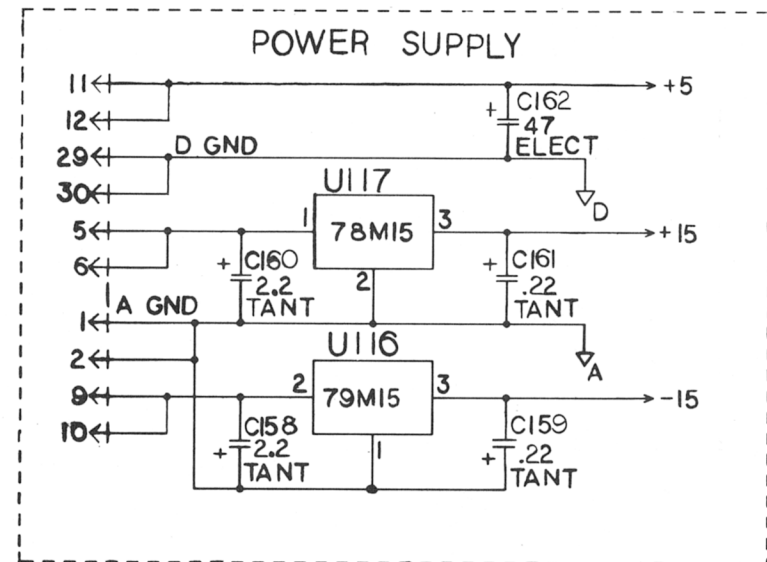 POWER SUPPLY
11 +5
12 + C162
47
29 D GND ELECT
30
D
U117
5 1 78M15 3 +15
6 + C160 2 + C161
2.2 .22
TANT TANT
1 A GND
U116
2 A
9 2 79M15 3 -15
10 C158 1 C159
+ 2.2 + .22
TANT TANT